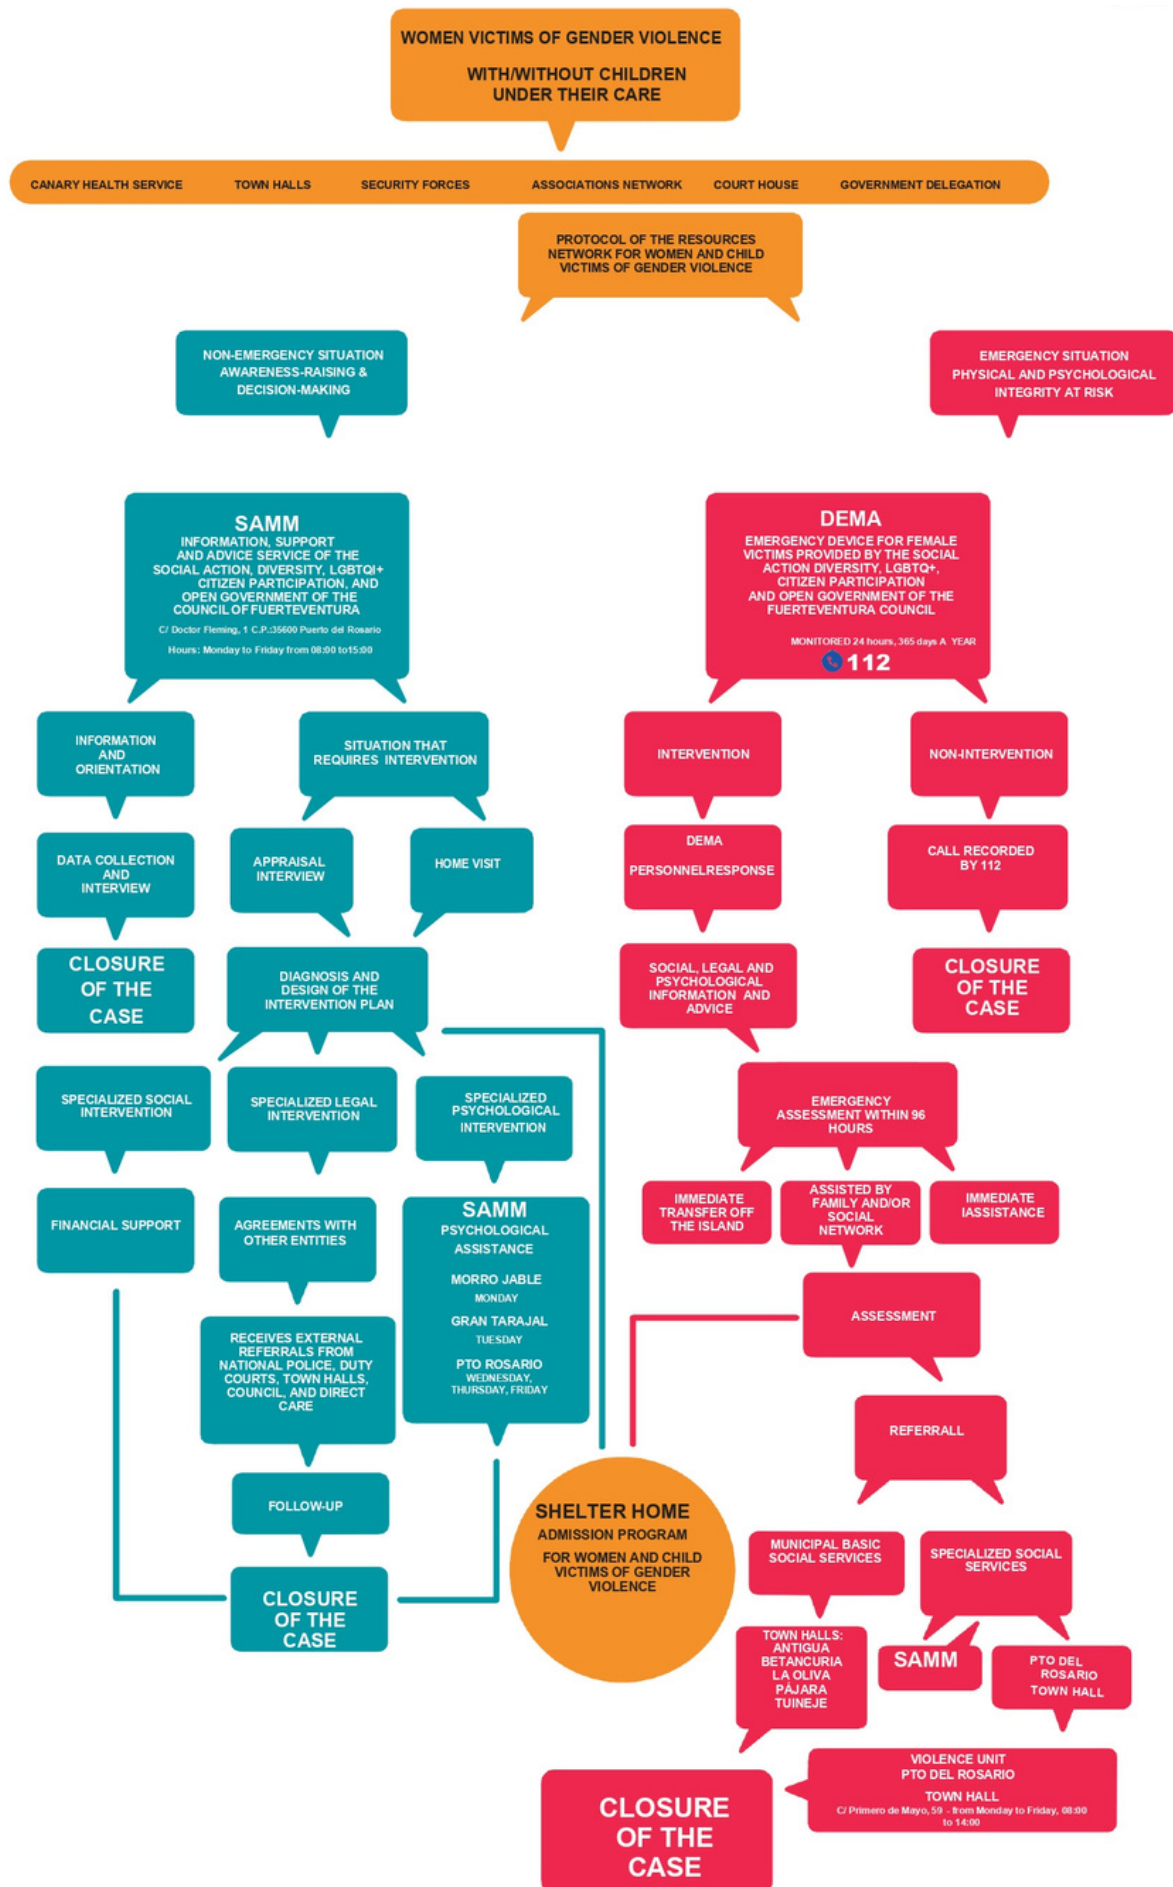 WOMEN VICTIMS OF GENDER VIOLENCE
WITH/WITHOUT CHILDREN
UNDER THEIR CARE
CANARY HEALTH SERVICE TOWN HALLS SECURITY FORCES ASSOCIATIONS NETWORK COURT HOUSE GOVERNMENT DELEGATION
PROTOCOL OF THE RESOURCES
NETWORK FOR WOMEN AND CHILD
VICTIMS OF GENDER VIOLENCE
NON-EMERGENCY SITUATION
AWARENESS-RAISING &
DECISION-MAKING
EMERGENCY SITUATION
PHYSICAL AND PSYCHOLOGICAL
INTEGRITY AT RISK
SAMM
INFORMATION, SUPPORT
AND ADVICE SERVICE OF THE
SOCIAL ACTION, DIVERSITY, LGBTQI+
CITIZEN PARTICIPATION, AND
OPEN GOVERNMENT OF THE
COUNCIL OF FUERTEVENTURA
C/ Doctor Fleming, 1 C.P.:35600 Puerto del Rosario
Hours: Monday to Friday from 08:00 to15:00
DEMA
EMERGENCY DEVICE FOR FEMALE
VICTIMS PROVIDED BY THE SOCIAL
ACTION DIVERSITY, LGBTQ+,
CITIZEN PARTICIPATION
AND OPEN GOVERNMENT OF THE
FUERTEVENTURA COUNCIL
MONITORED 24 hours, 365 days A YEAR
112
INFORMATION
AND
ORIENTATION
SITUATION THAT
REQUIRES INTERVENTION
INTERVENTION
NON-INTERVENTION
DATA COLLECTION
AND
INTERVIEW
APPRAISAL
INTERVIEW
HOME VISIT
DEMA
PERSONNELRESPONSE
CALL RECORDED
BY 112
CLOSURE
OF THE
CASE
DIAGNOSIS AND
DESIGN OF THE
INTERVENTION PLAN
SOCIAL, LEGAL AND
PSYCHOLOGICAL
INFORMATION AND
ADVICE
CLOSURE
OF THE
CASE
SPECIALIZED SOCIAL
INTERVENTION
SPECIALIZED LEGAL
INTERVENTION
SPECIALIZED
PSYCHOLOGICAL
INTERVENTION
EMERGENCY
ASSESSMENT WITHIN 96
HOURS
FINANCIAL SUPPORT
AGREEMENTS WITH
OTHER ENTITIES
SAMM
PSYCHOLOGICAL
ASSISTANCE
MORRO JABLE
MONDAY
GRAN TARAJAL
TUESDAY
PTO ROSARIO
WEDNESDAY,
THURSDAY, FRIDAY
IMMEDIATE
TRANSFER OFF
THE ISLAND
ASSISTED BY
FAMILY AND/OR
SOCIAL
NETWORK
IMMEDIATE
IASSISTANCE
ASSESSMENT
RECEIVES EXTERNAL
REFERRALS FROM
NATIONAL POLICE, DUTY
COURTS, TOWN HALLS,
COUNCIL, AND DIRECT
CARE
REFERRALL
FOLLOW-UP
SHELTER HOME
ADMISSION PROGRAM
FOR WOMEN AND CHILD
VICTIMS OF GENDER
VIOLENCE
MUNICIPAL BASIC
SOCIAL SERVICES
SPECIALIZED SOCIAL
SERVICES
CLOSURE
OF THE
CASE
TOWN HALLS:
ANTIGUA
BETANCURIA
LA OLIVA
PÁJARA
TUINEJE
SAMM
PTO DEL
ROSARIO
TOWN HALL
VIOLENCE UNIT
PTO DEL ROSARIO
TOWN HALL
C/ Primero de Mayo, 59 - from Monday to Friday, 08:00
to 14:00
CLOSURE
OF THE
CASE